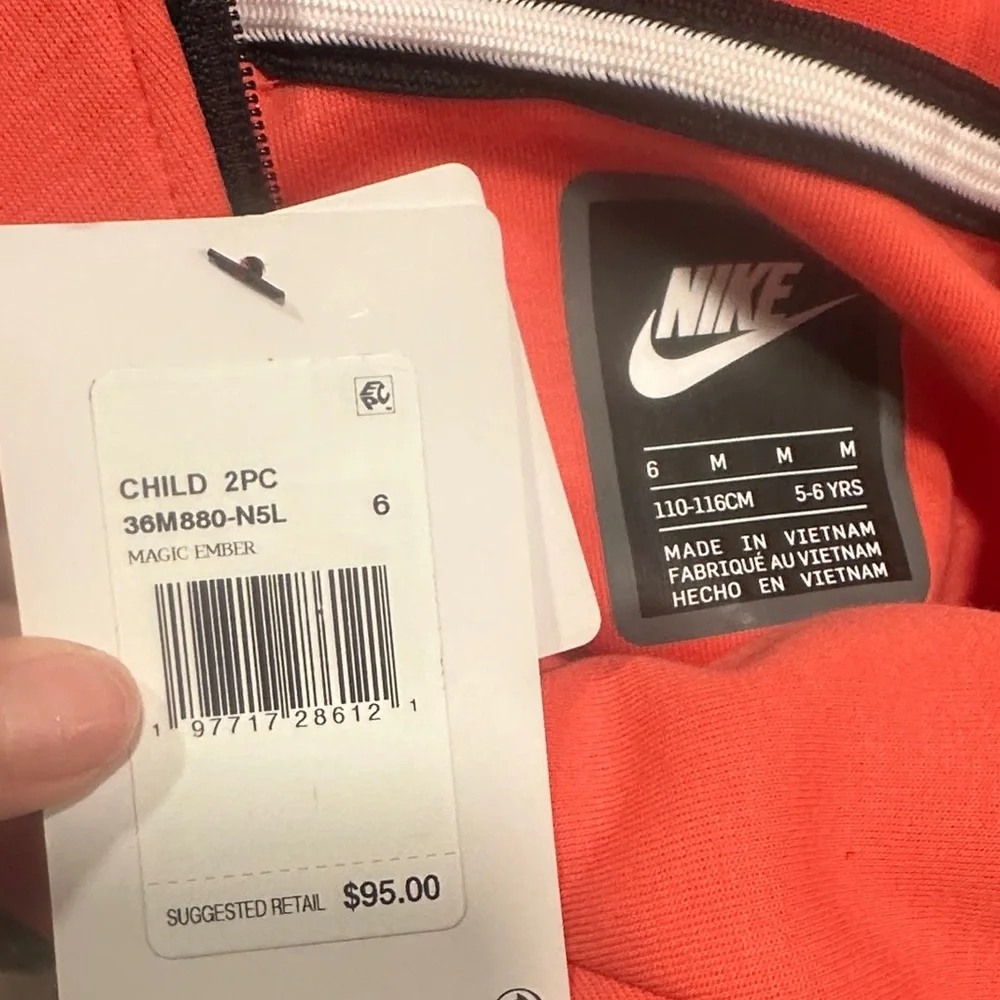 EPC
CHILD 2PC
36M880-N5L 6
MAGIC EMBER
1 97717 28612 1
SUGGESTED RETAIL $95.00
NIKE
6 M M M
110-116CM 5-6 YRS
MADE IN VIETNAM
FABRIQUÉ AU VIETNAM
HECHO EN VIETNAM